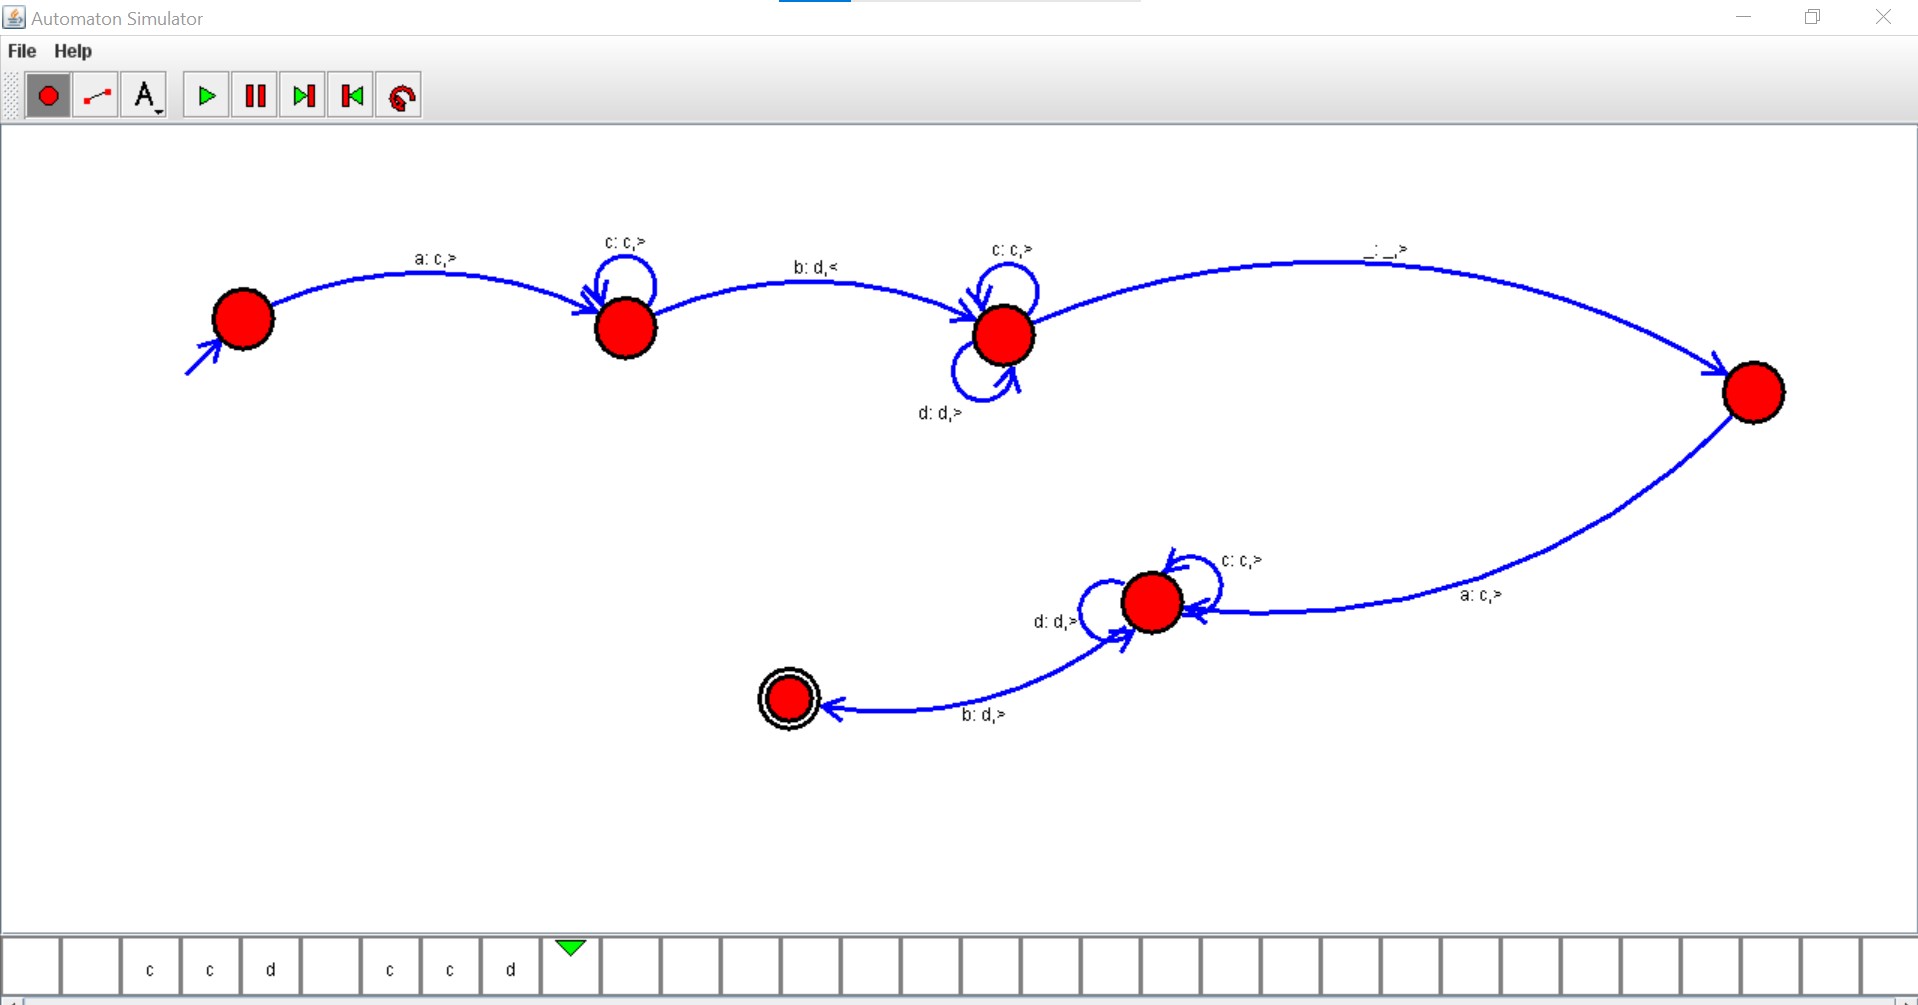 Automaton Simulator
File Help
A
c: c,>
c: c,>
_: _,>
a: c,>
b: d,<
d: d,>
c: c,>
a: c,>
d: d,>
b: d,>
c c d c c d